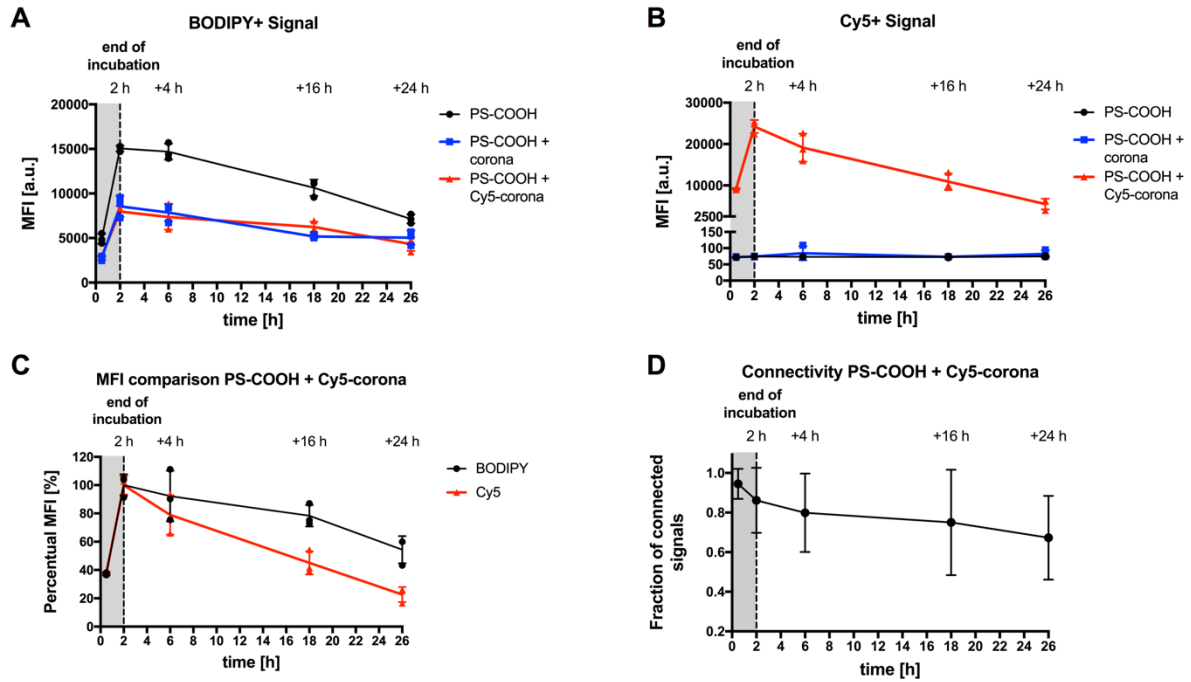 A
BODIPY+ Signal
end of
incubation
2 h +4 h +16 h +24 h
20000
15000
10000
5000
0
MFI [a.u.]
0 2 4 6 8 10 12 14 16 18 20 22 24 26
time [h]
PS-COOH
PS-COOH +
corona
PS-COOH +
Cy5-corona
B
Cy5+ Signal
end of
incubation
2 h +4 h +16 h +24 h
30000
20000
10000
2500
150
100
50
0
MFI [a.u.]
0 2 4 6 8 10 12 14 16 18 20 22 24 26
time [h]
PS-COOH
PS-COOH +
corona
PS-COOH +
Cy5-corona
C
MFI comparison PS-COOH + Cy5-corona
end of
incubation
2 h +4 h +16 h +24 h
120
100
80
60
40
20
0
Percentual MFI [%]
0 2 4 6 8 10 12 14 16 18 20 22 24 26
time [h]
BODIPY
Cy5
D
Connectivity PS-COOH + Cy5-corona
end of
incubation
2 h +4 h +16 h +24 h
1.0
0.8
0.6
0.4
0.2
Fraction of connected
signals
0 2 4 6 8 10 12 14 16 18 20 22 24 26
time [h]